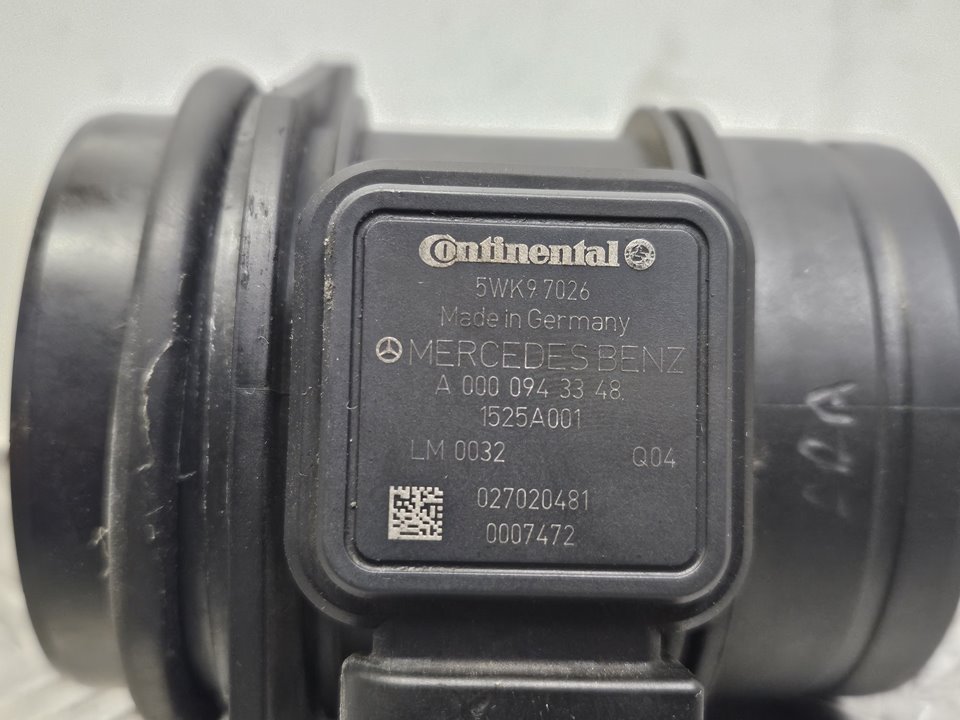 Continental
5WK9 7026
Made in Germany
MERCEDES BENZ
A 000 094 33 48
1525A001
LM 0032 Q04
027020481
0007472